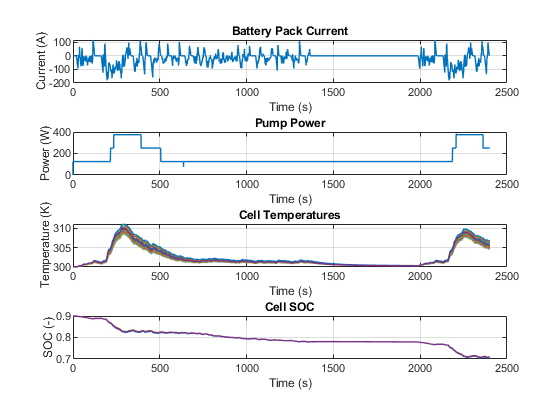 Battery Pack Current
Current (A)
100
0
-100
-200
0 500 1000 1500 2000 2500
Time (s)
Pump Power
Power (W)
400
200
0
0 500 1000 1500 2000 2500
Time (s)
Cell Temperatures
Temperature (K)
310
305
300
0 500 1000 1500 2000 2500
Time (s)
Cell SOC
SOC (-)
0.9
0.8
0.7
0 500 1000 1500 2000 2500
Time (s)